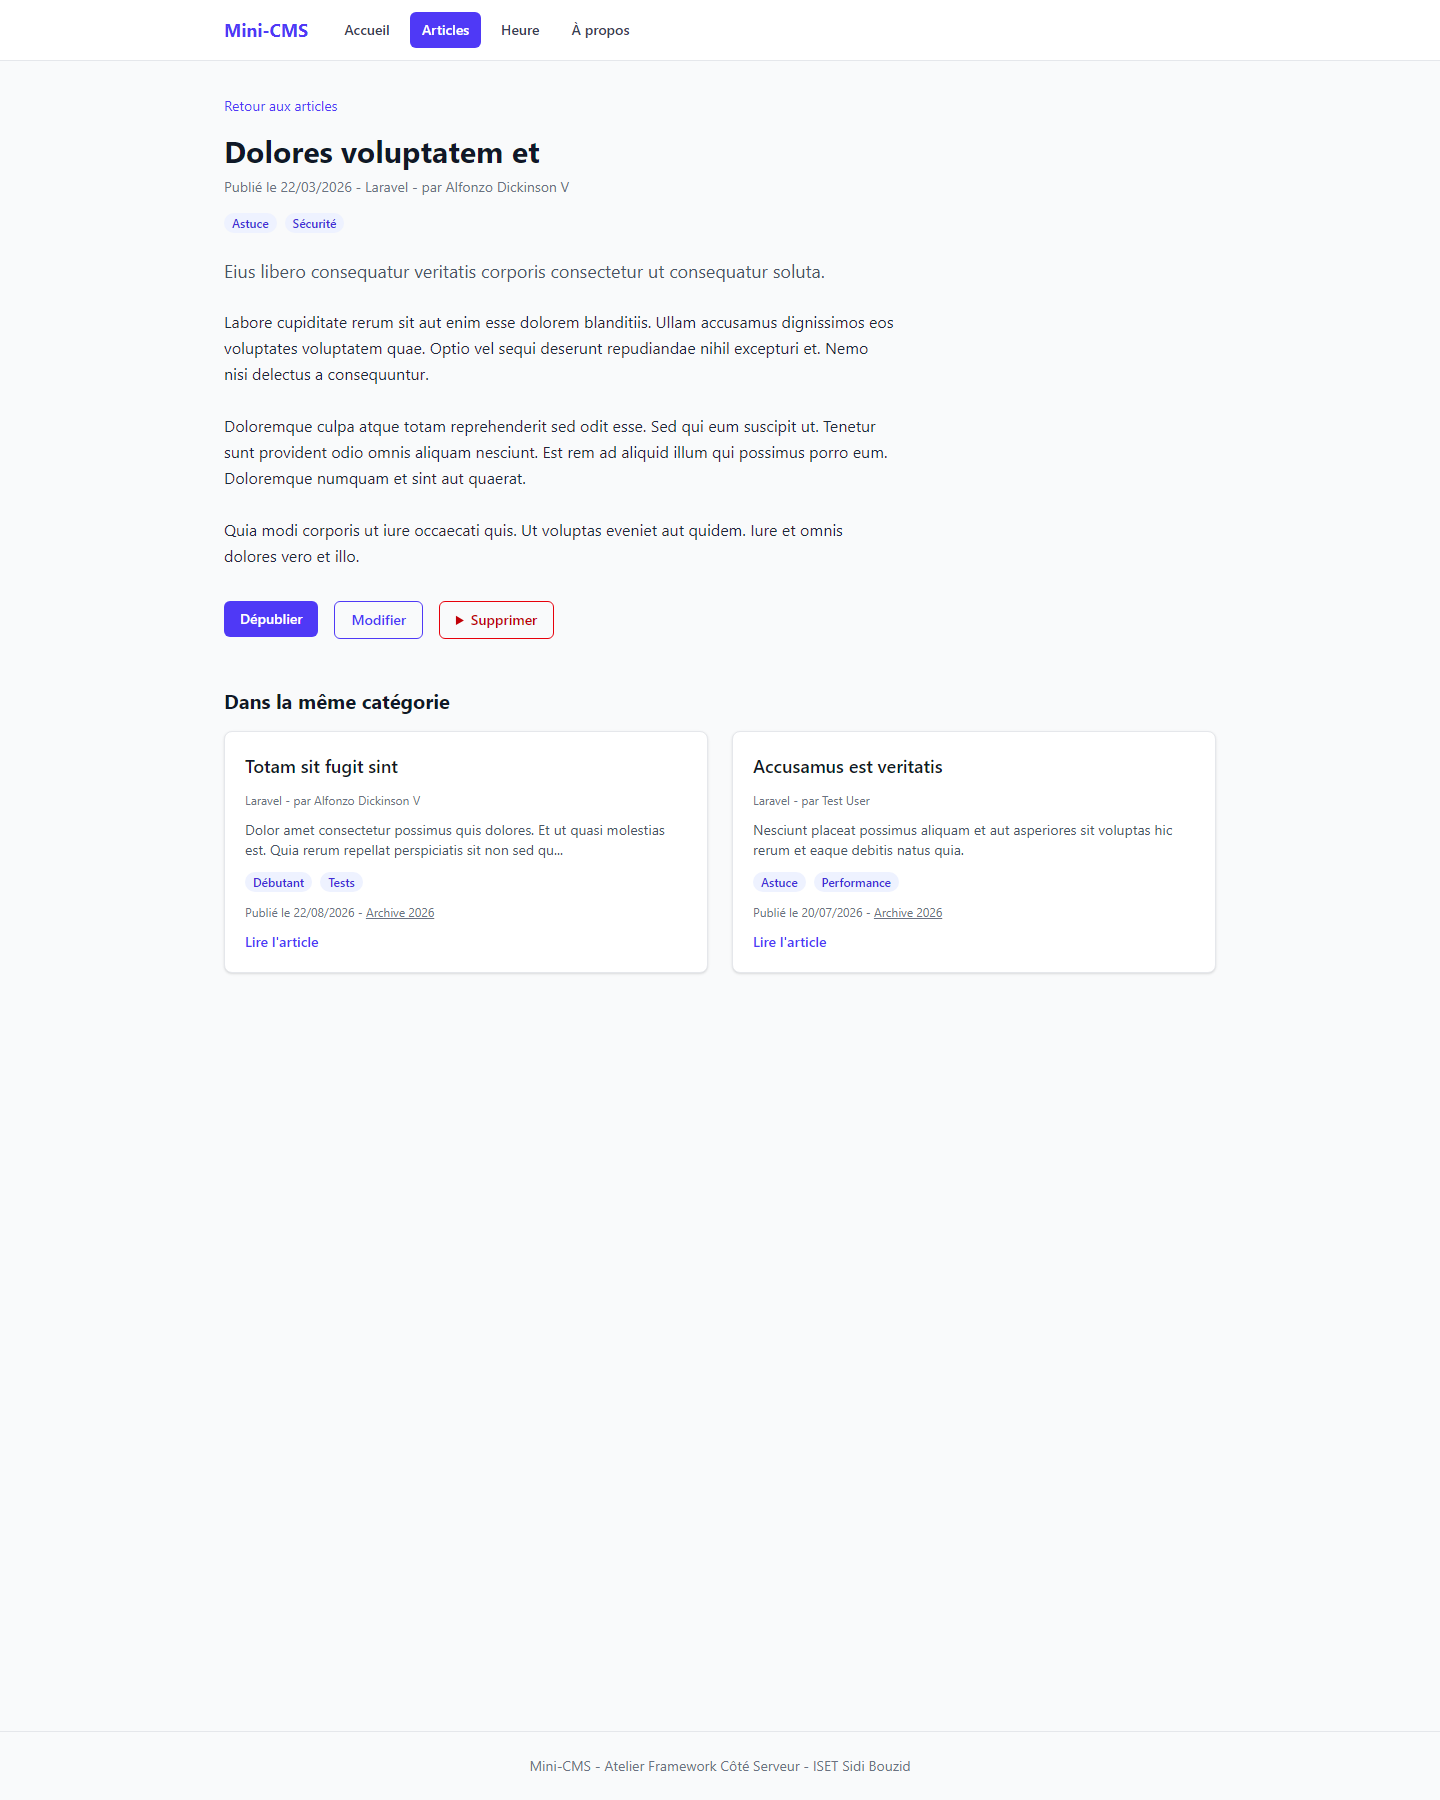 Mini-CMS Accueil Articles Heure À propos
Retour aux articles
Dolores voluptatem et
Publié le 22/03/2026 - Laravel - par Alfonzo Dickinson V
Astuce Sécurité
Eius libero consequatur veritatis corporis consectetur ut consequatur soluta.
Labore cupiditate rerum sit aut enim esse dolorem blanditiis. Ullam accusamus dignissimos eos
voluptates voluptatem quae. Optio vel sequi deserunt repudiandae nihil excepturi et. Nemo
nisi delectus a consequuntur.
Doloremque culpa atque totam reprehenderit sed odit esse. Sed qui eum suscipit ut. Tenetur
sunt provident odio omnis aliquam nesciunt. Est rem ad aliquid illum qui possimus porro eum.
Doloremque numquam et sint aut quaerat.
Quia modi corporis ut iure occaecati quis. Ut voluptas eveniet aut quidem. Iure et omnis
dolores vero et illo.
Dépublier Modifier Supprimer
Dans la même catégorie
Totam sit fugit sint
Laravel - par Alfonzo Dickinson V
Dolor amet consectetur possimus quis dolores. Et ut quasi molestias
est. Quia rerum repellat perspiciatis sit non sed qu...
Débutant Tests
Publié le 22/08/2026 - Archive 2026
Lire l'article
Accusamus est veritatis
Laravel - par Test User
Nesciunt placeat possimus aliquam et aut asperiores sit voluptas hic
rerum et eaque debitis natus quia.
Astuce Performance
Publié le 20/07/2026 - Archive 2026
Lire l'article
Mini-CMS - Atelier Framework Côté Serveur - ISET Sidi Bouzid